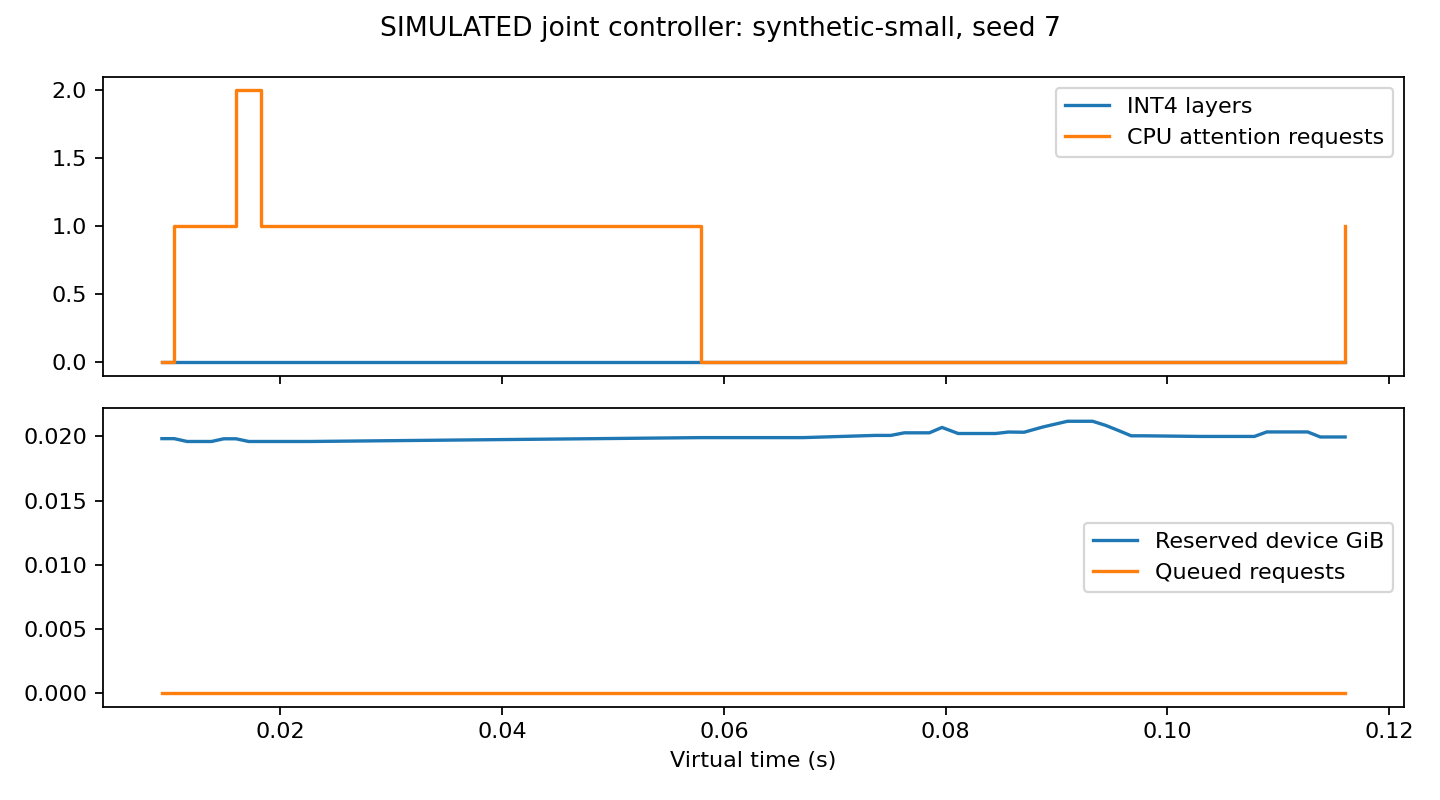 SIMULATED joint controller: synthetic-small, seed 7
2.0
1.5
1.0
0.5
0.0
INT4 layers
CPU attention requests
0.020
0.015
0.010
0.005
0.000
Reserved device GiB
Queued requests
0.02 0.04 0.06 0.08 0.10 0.12
Virtual time (s)